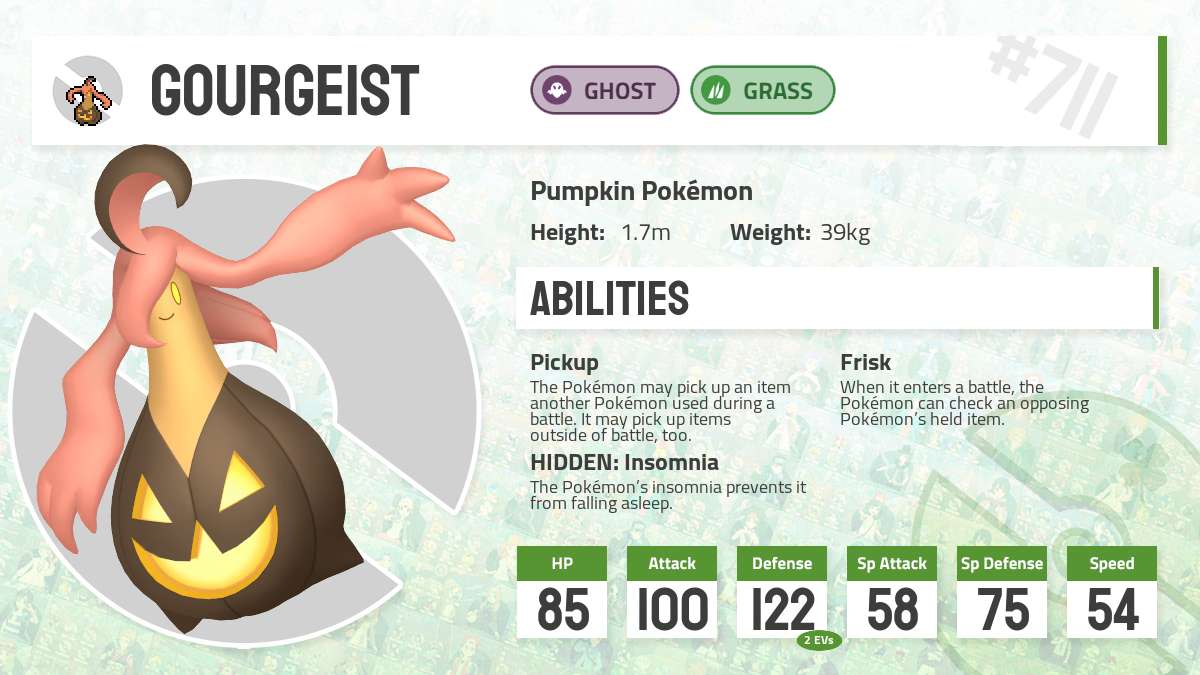 GOURGEIST
GHOST
GRASS
#711
Pumpkin Pokémon
Height: 1.7m Weight: 39kg
ABILITIES
Pickup
The Pokémon may pick up an item
another Pokémon used during a
battle. It may pick up items
outside of battle, too.
Frisk
When it enters a battle, the
Pokémon can check an opposing
Pokémon's held item.
HIDDEN: Insomnia
The Pokémon's insomnia prevents it
from falling asleep.
HP Attack Defense Sp Attack Sp Defense Speed
85 100 122 58 75 54
2 EVs